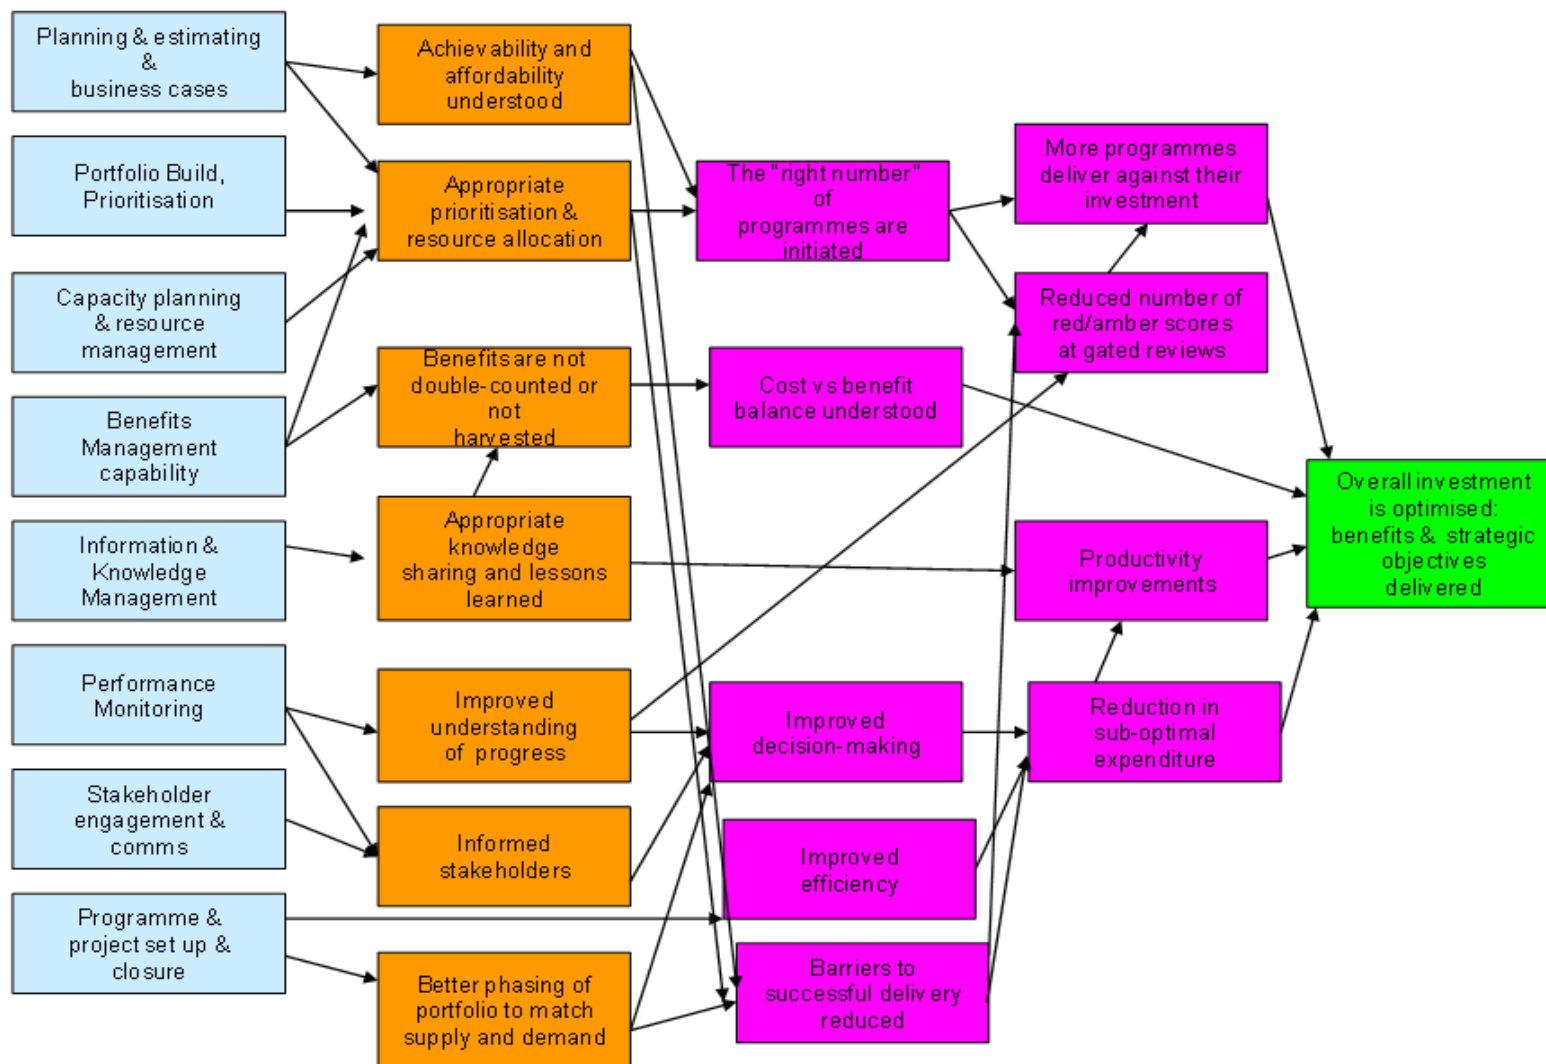 Planning & estimating
&
business cases
Portfolio Build,
Prioritisation
Capacity planning
& resource
management
Benefits
Management
capability
Information &
Knowledge
Management
Performance
Monitoring
Stakeholder
engagement &
comms
Programme &
project set up &
closure
Achievability and
affordability
understood
Appropriate
prioritisation &
resource allocation
Benefits are not
double-counted or
not
harvested
Appropriate
knowledge
sharing and lessons
learned
Improved
understanding
of progress
Informed
stakeholders
Better phasing of
portfolio to match
supply and demand
The "right number"
of
programmes are
initiated
Cost vs benefit
balance understood
Improved
decision-making
Improved
efficiency
Barriers to
successful delivery
reduced
More programmes
deliver against their
investment
Reduced number of
red/amber scores
at gated reviews
Productivity
improvements
Reduction in
sub-optimal
expenditure
Overall investment
is optimised:
benefits & strategic
objectives
delivered